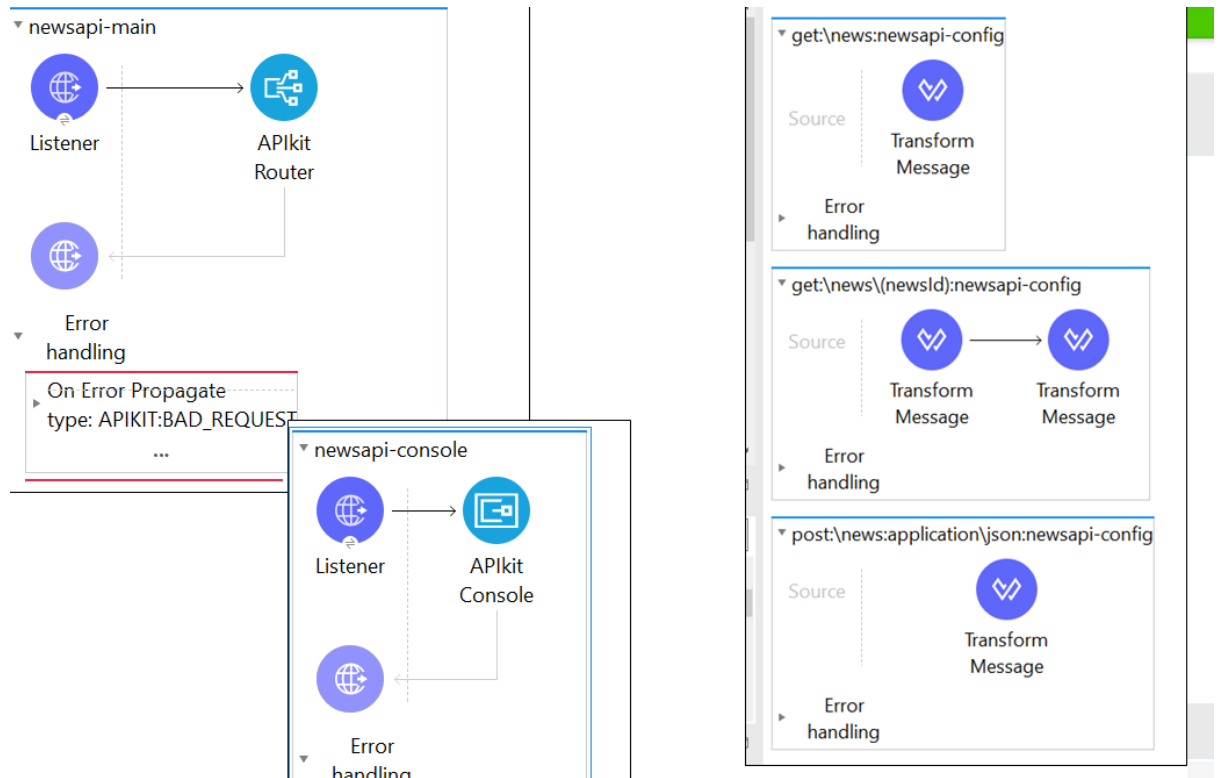 newsapi-main
Listener
APIkit
Router
Error
handling
On Error Propagate
type: APIKIT:BAD_REQUEST
...
newsapi-console
Listener
APIkit
Console
Error
handling
get:\news:newsapi-config
Source
Transform
Message
Error
handling
get:\news\(newsId):newsapi-config
Source
Transform
Message
Transform
Message
Error
handling
post:\news:application\json:newsapi-config
Source
Transform
Message
Error
handling